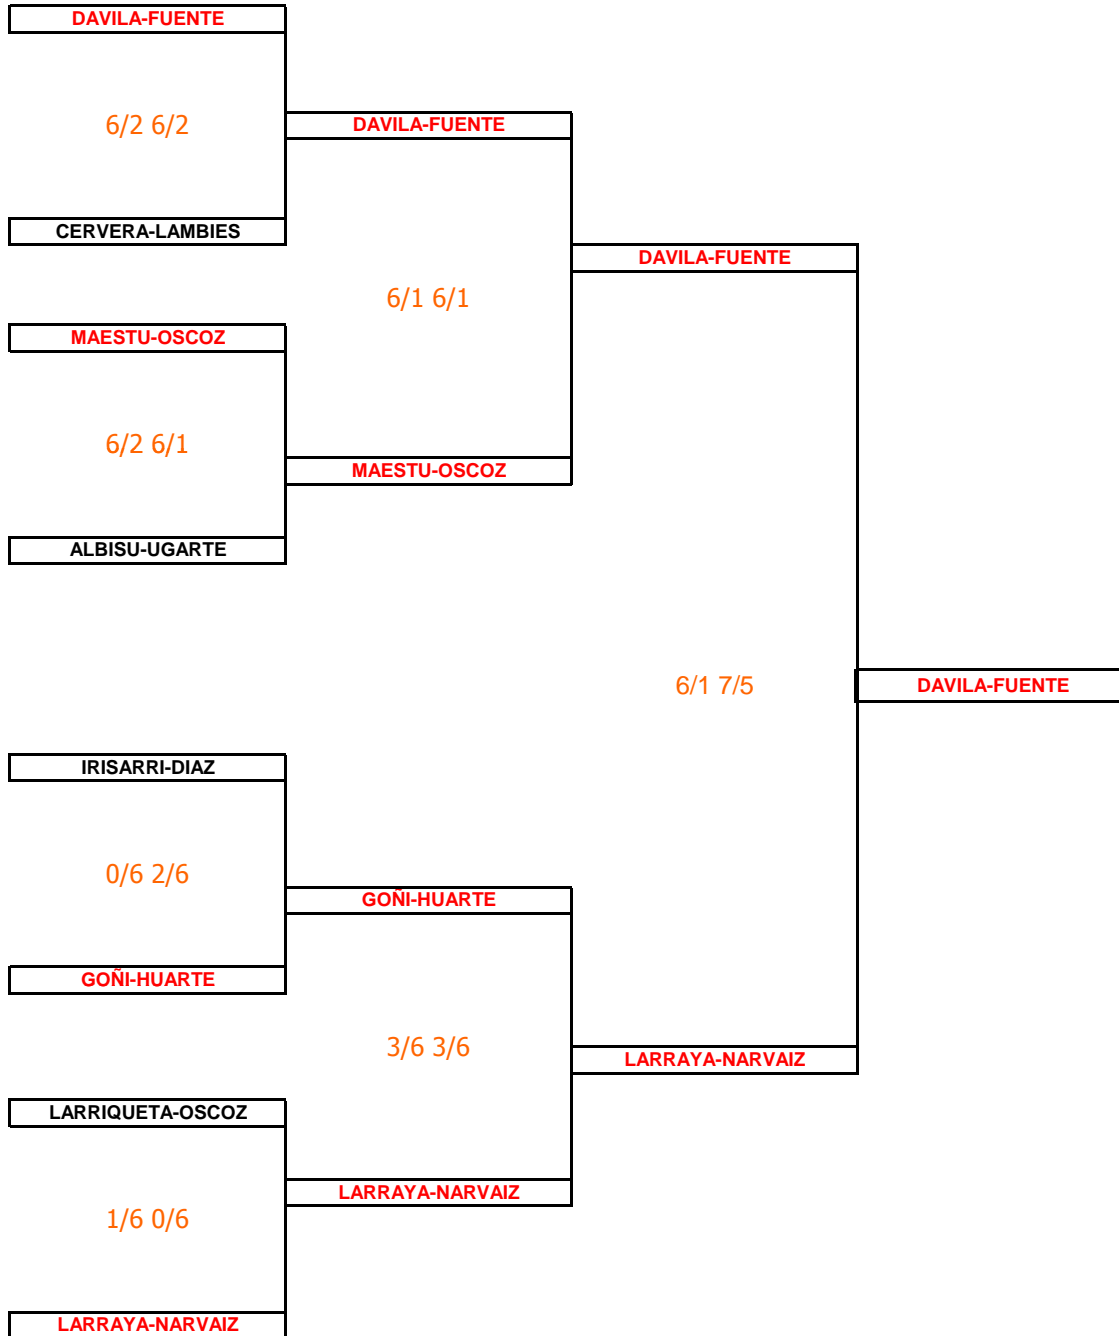 DAVILA-FUENTE
6/2 6/2
DAVILA-FUENTE
CERVERA-LAMBIES
DAVILA-FUENTE
6/1 6/1
MAESTU-OSCOZ
6/2 6/1
MAESTU-OSCOZ
ALBISU-UGARTE
6/1 7/5
DAVILA-FUENTE
IRISARRI-DIAZ
0/6 2/6
GOÑI-HUARTE
GOÑI-HUARTE
3/6 3/6
LARRAYA-NARVAIZ
LARRIQUETA-OSCOZ
LARRAYA-NARVAIZ
1/6 0/6
LARRAYA-NARVAIZ